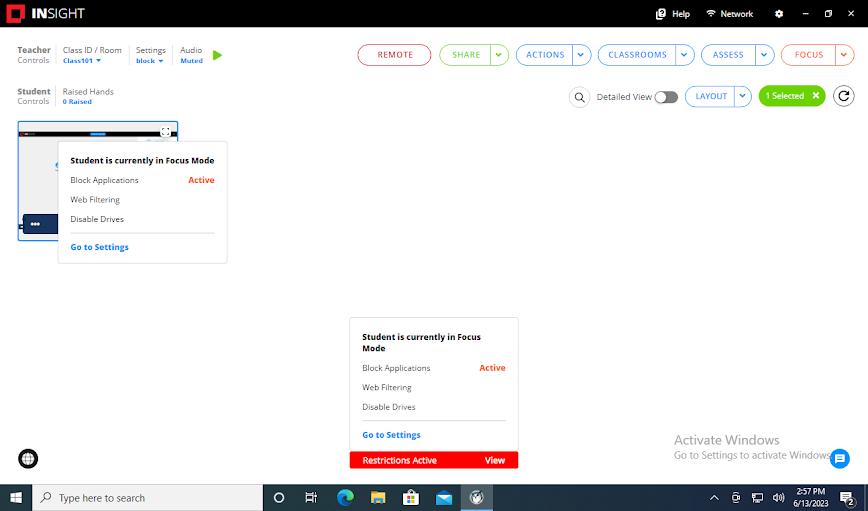 INSIGHT
Help
Network
Teacher
Controls
Class ID / Room
Class101
Settings
block
Audio
Muted
REMOTE
SHARE
ACTIONS
CLASSROOMS
ASSESS
FOCUS
Student
Controls
Raised Hands
0 Raised
Detailed View
LAYOUT
1 Selected
Student is currently in Focus Mode
Block Applications Active
Web Filtering
Disable Drives
Go to Settings
Student is currently in Focus
Mode
Block Applications Active
Web Filtering
Disable Drives
Go to Settings
Restrictions Active View
Activate Windows
Go to Settings to activate Windows
Type here to search
2:57 PM
6/13/2023
2